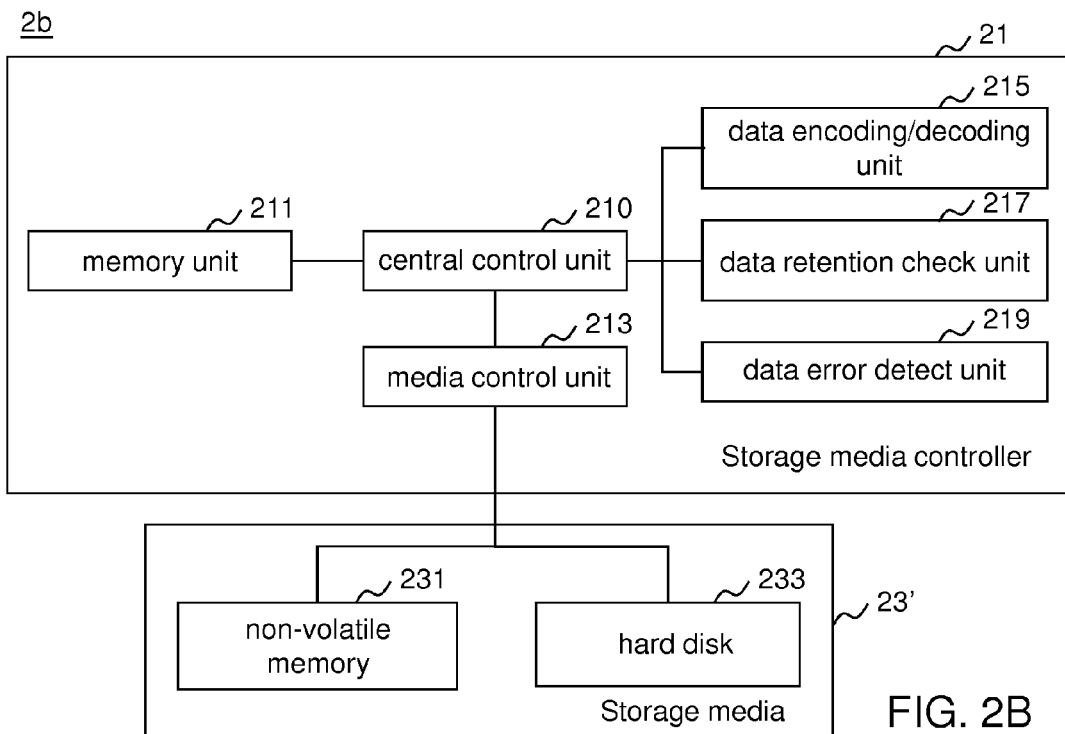 2b
21
215
data encoding/decoding
unit
211
210
217
memory unit
central control unit
data retention check unit
213
219
media control unit
data error detect unit
Storage media controller
231
233
23’
non-volatile
memory
hard disk
Storage media
FIG. 2B